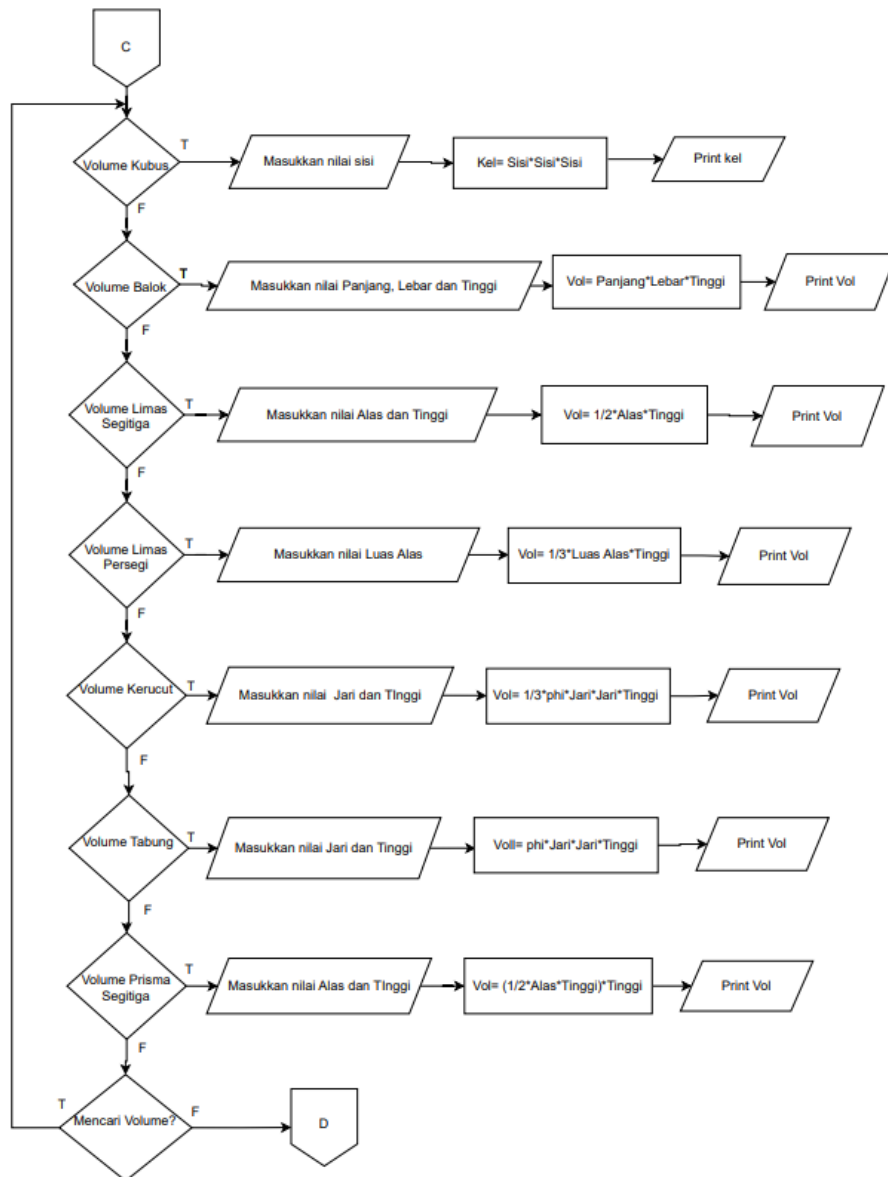 C
Volume Kubus
T
Masukkan nilai sisi
Kel= Sisi*Sisi*Sisi
Print kel
F
Volume Balok
T
Masukkan nilai Panjang, Lebar dan Tinggi
Vol= Panjang*Lebar*Tinggi
Print Vol
F
Volume Limas
Segitiga
T
Masukkan nilai Alas dan Tinggi
Vol= 1/2*Alas*Tinggi
Print Vol
F
Volume Limas
Persegi
T
Masukkan nilai Luas Alas
Vol= 1/3*Luas Alas*Tinggi
Print Vol
F
Volume Kerucut
T
Masukkan nilai Jari dan TInggi
Vol= 1/3*phi*Jari*Jari*Tinggi
Print Vol
F
Volume Tabung
T
Masukkan nilai Jari dan Tinggi
Voll= phi*Jari*Jari*Tinggi
Print Vol
F
Volume Prisma
Segitiga
T
Masukkan nilai Alas dan TInggi
Vol= (1/2*Alas*Tinggi)*Tinggi
Print Vol
F
T
Mencari Volume?
F
D